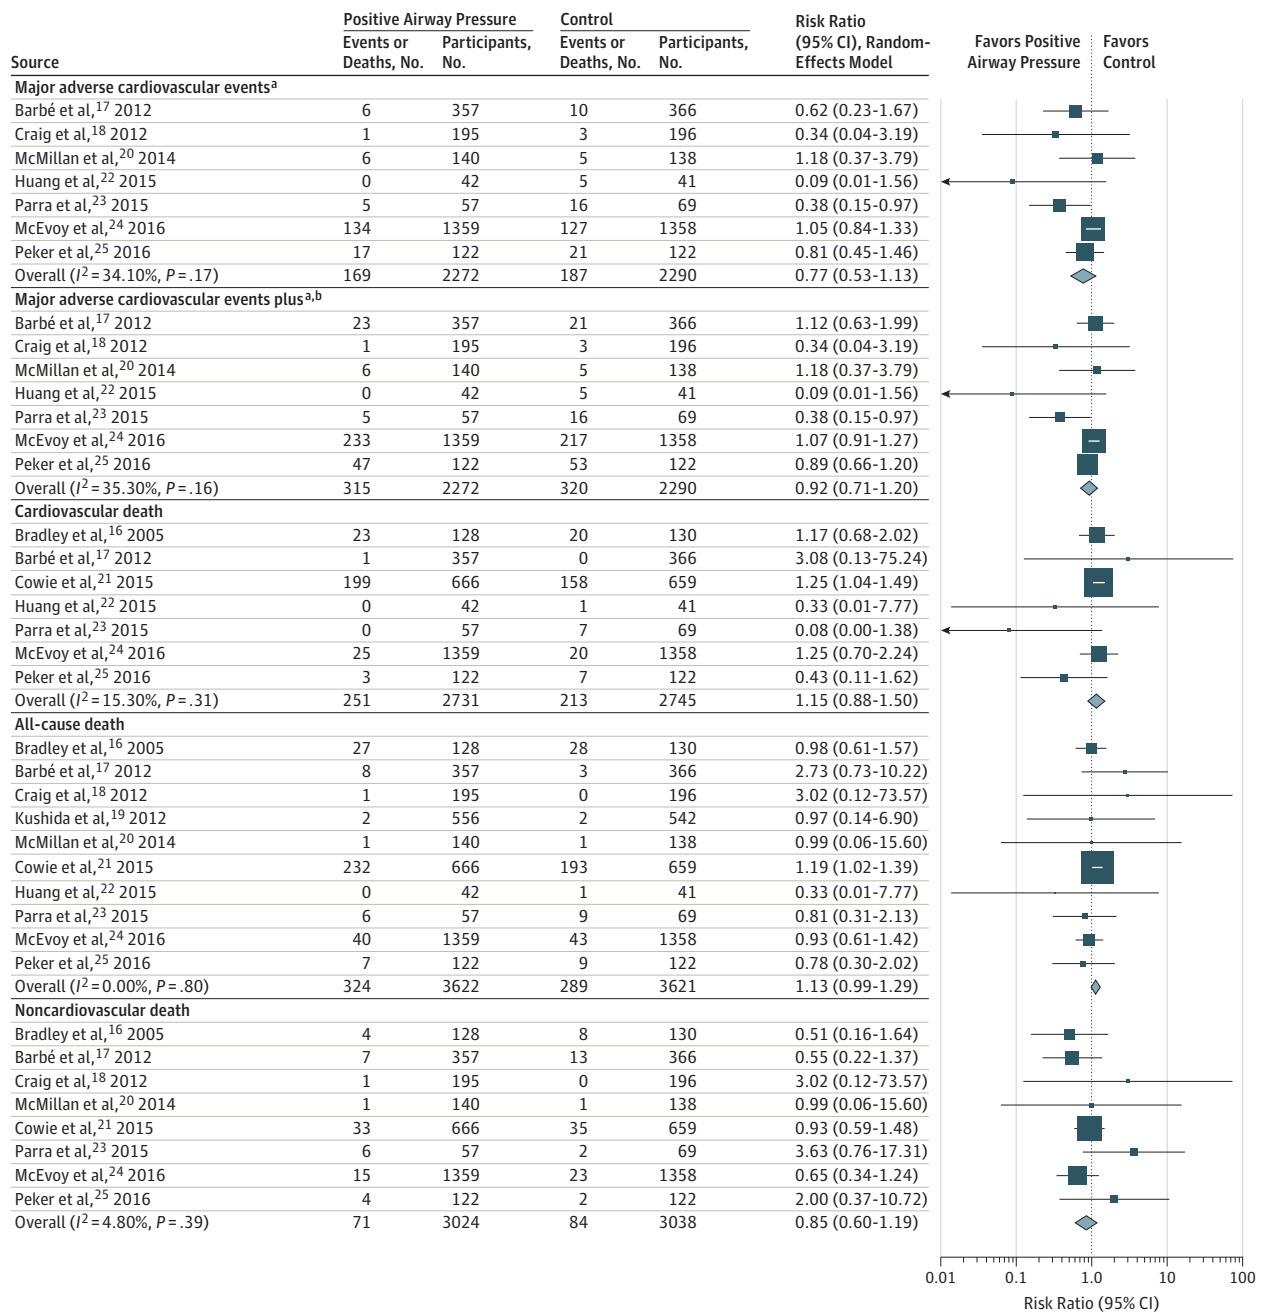 Positive Airway Pressure Control Risk Ratio
Events or Participants, Events or Participants, (95% CI), Random- Favors Positive Favors
Source Deaths, No. No. Deaths, No. No. Effects Model Airway Pressure Control
Major adverse cardiovascular events a
Barbé et al,17 2012 6 357 10 366 0.62 (0.23-1.67)
Craig et al,18 2012 1 195 3 196 0.34 (0.04-3.19)
McMillan et al,20 2014 6 140 5 138 1.18 (0.37-3.79)
Huang et al,22 2015 0 42 5 41 0.09 (0.01-1.56)
Parra et al,23 2015 5 57 16 69 0.38 (0.15-0.97)
McEvoy et al,24 2016 134 1359 127 1358 1.05 (0.84-1.33)
Peker et al,25 2016 17 122 21 122 0.81 (0.45-1.46)
Overall (I2 = 34.10%, P = .17) 169 2272 187 2290 0.77 (0.53-1.13)
Major adverse cardiovascular events plus a,b
Barbé et al,17 2012 23 357 21 366 1.12 (0.63-1.99)
Craig et al,18 2012 1 195 3 196 0.34 (0.04-3.19)
McMillan et al,20 2014 6 140 5 138 1.18 (0.37-3.79)
Huang et al,22 2015 0 42 5 41 0.09 (0.01-1.56)
Parra et al,23 2015 5 57 16 69 0.38 (0.15-0.97)
McEvoy et al,24 2016 233 1359 217 1358 1.07 (0.91-1.27)
Peker et al,25 2016 47 122 53 122 0.89 (0.66-1.20)
Overall (I2 = 35.30%, P = .16) 315 2272 320 2290 0.92 (0.71-1.20)
Cardiovascular death
Bradley et al,16 2005 23 128 20 130 1.17 (0.68-2.02)
Barbé et al,17 2012 1 357 0 366 3.08 (0.13-75.24)
Cowie et al,21 2015 199 666 158 659 1.25 (1.04-1.49)
Huang et al,22 2015 0 42 1 41 0.33 (0.01-7.77)
Parra et al,23 2015 0 57 7 69 0.08 (0.00-1.38)
McEvoy et al,24 2016 25 1359 20 1358 1.25 (0.70-2.24)
Peker et al,25 2016 3 122 7 122 0.43 (0.11-1.62)
Overall (I2 = 15.30%, P = .31) 251 2731 213 2745 1.15 (0.88-1.50)
All-cause death
Bradley et al,16 2005 27 128 28 130 0.98 (0.61-1.57)
Barbé et al,17 2012 8 357 3 366 2.73 (0.73-10.22)
Craig et al,18 2012 1 195 0 196 3.02 (0.12-73.57)
Kushida et al,19 2012 2 556 2 542 0.97 (0.14-6.90)
McMillan et al,20 2014 1 140 1 138 0.99 (0.06-15.60)
Cowie et al,21 2015 232 666 193 659 1.19 (1.02-1.39)
Huang et al,22 2015 0 42 1 41 0.33 (0.01-7.77)
Parra et al,23 2015 6 57 9 69 0.81 (0.31-2.13)
McEvoy et al,24 2016 40 1359 43 1358 0.93 (0.61-1.42)
Peker et al,25 2016 7 122 9 122 0.78 (0.30-2.02)
Overall (I2 = 0.00%, P = .80) 324 3622 289 3621 1.13 (0.99-1.29)
Noncardiovascular death
Bradley et al,16 2005 4 128 8 130 0.51 (0.16-1.64)
Barbé et al,17 2012 7 357 13 366 0.55 (0.22-1.37)
Craig et al,18 2012 1 195 0 196 3.02 (0.12-73.57)
McMillan et al,20 2014 1 140 1 138 0.99 (0.06-15.60)
Cowie et al,21 2015 33 666 35 659 0.93 (0.59-1.48)
Parra et al,23 2015 6 57 2 69 3.63 (0.76-17.31)
McEvoy et al,24 2016 15 1359 23 1358 0.65 (0.34-1.24)
Peker et al,25 2016 4 122 2 122 2.00 (0.37-10.72)
Overall (I2 = 4.80%, P = .39) 71 3024 84 3038 0.85 (0.60-1.19)
0.01 0.1 1.0 10 100
Risk Ratio (95% CI)